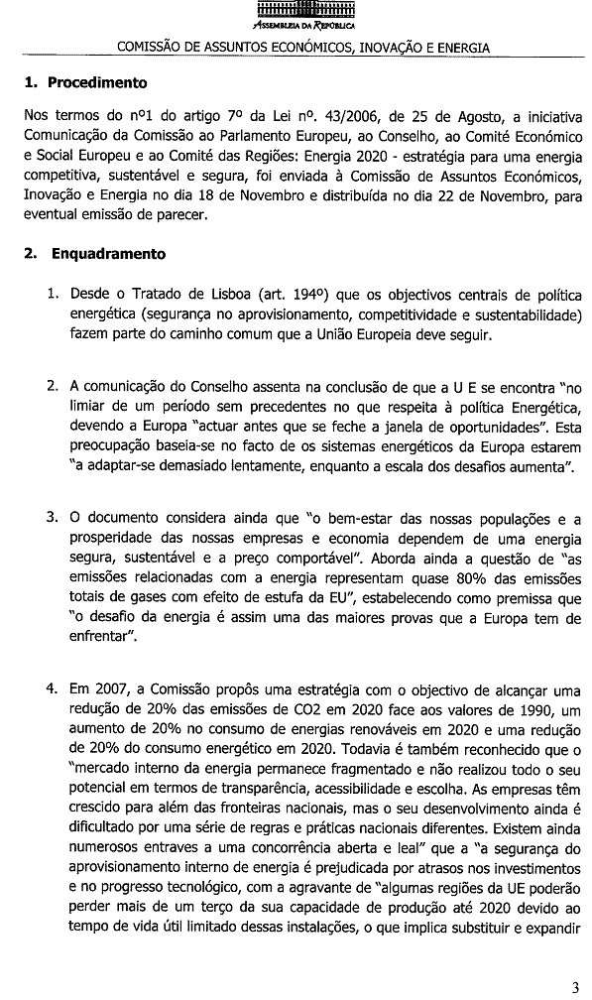 ASSEMBLEIA DA REPÚBLICA
COMISSÃO DE ASSUNTOS ECONÓMICOS, INOVAÇÃO E ENERGIA
1. Procedimento
Nos termos do nº1 do artigo 7º da Lei nº. 43/2006, de 25 de Agosto, a iniciativa
Comunicação da Comissão ao Parlamento Europeu, ao Conselho, ao Comité Económico
e Social Europeu e ao Comité das Regiões: Energia 2020 - estratégia para uma energia
competitiva, sustentável e segura, foi enviada à Comissão de Assuntos Económicos,
Inovação e Energia no dia 18 de Novembro e distribuída no dia 22 de Novembro, para
eventual emissão de parecer.
2. Enquadramento
1. Desde o Tratado de Lisboa (art. 194º) que os objectivos centrais de política
energética (segurança no aprovisionamento, competitividade e sustentabilidade)
fazem parte do caminho comum que a União Europeia deve seguir.
2. A comunicação do Conselho assenta na conclusão de que a U E se encontra "no
limiar de um período sem precedentes no que respeita à política Energética,
devendo a Europa "actuar antes que se feche a janela de oportunidades". Esta
preocupação baseia-se no facto de os sistemas energéticos da Europa estarem
"a adaptar-se demasiado lentamente, enquanto a escala dos desafios aumenta".
3. O documento considera ainda que "o bem-estar das nossas populações e a
prosperidade das nossas empresas e economia dependem de uma energia
segura, sustentável e a preço comportável". Aborda ainda a questão de "as
emissões relacionadas com a energia representam quase 80% das emissões
totais de gases com efeito de estufa da EU", estabelecendo como premissa que
"o desafio da energia é assim uma das maiores provas que a Europa tem de
enfrentar".
4. Em 2007, a Comissão propôs uma estratégia com o objectivo de alcançar uma
redução de 20% das emissões de CO2 em 2020 face aos valores de 1990, um
aumento de 20% no consumo de energias renováveis em 2020 e uma redução
de 20% do consumo energético em 2020. Todavia é também reconhecido que o
"mercado interno da energia permanece fragmentado e não realizou todo o seu
potencial em termos de transparência, acessibilidade e escolha. As empresas têm
crescido para além das fronteiras nacionais, mas o seu desenvolvimento ainda é
dificultado por uma série de regras e práticas nacionais diferentes. Existem ainda
numerosos entraves a uma concorrência aberta e leal" que a "a segurança do
aprovisionamento interno de energia é prejudicada por atrasos nos investimentos
e no progresso tecnológico, com a agravante de "algumas regiões da UE poderão
perder mais de um terço da sua capacidade de produção até 2020 devido ao
tempo de vida útil limitado dessas instalações, o que implica substituir e expandir
3